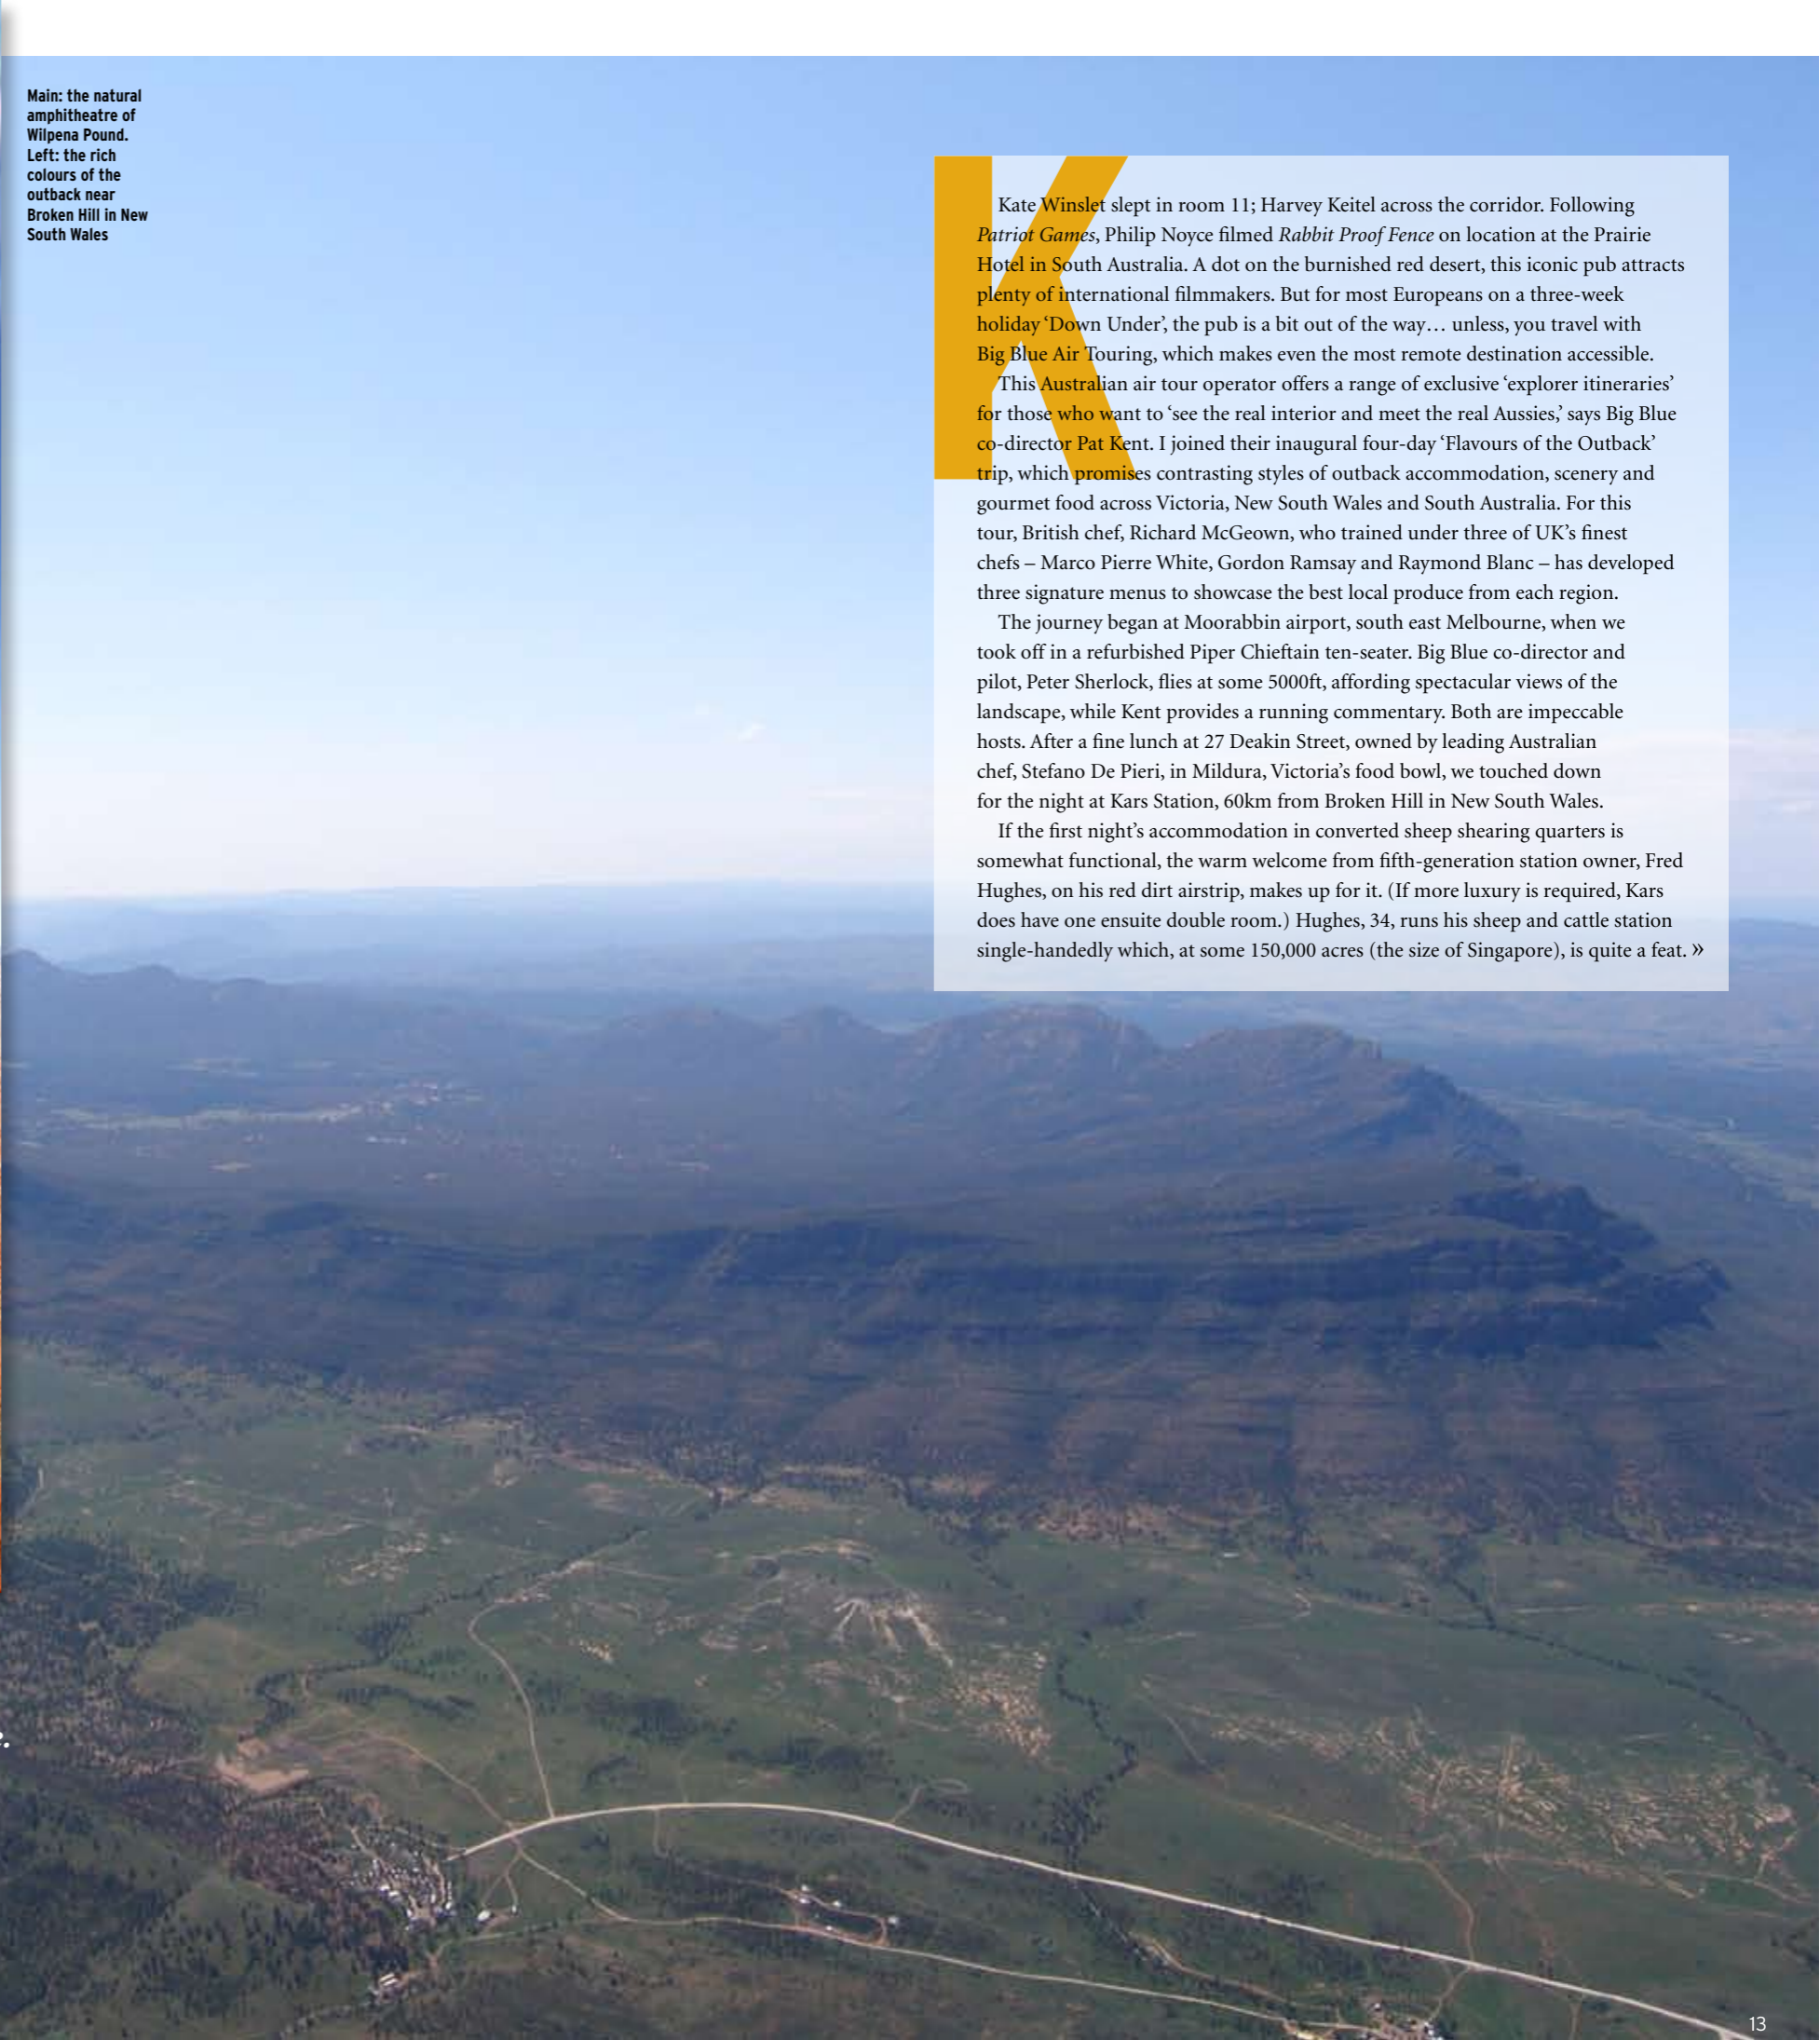 Main: the natural
amphitheatre of
Wilpena Pound.
Left: the rich
colours of the
outback near
Broken Hill in New
South Wales
K
Kate Winslet slept in room 11; Harvey Keitel across the corridor. Following
Patriot Games, Philip Noyce filmed Rabbit Proof Fence on location at the Prairie
Hotel in South Australia. A dot on the burnished red desert, this iconic pub attracts
plenty of international filmmakers. But for most Europeans on a three-week
holiday ‘Down Under’, the pub is a bit out of the way… unless, you travel with
Big Blue Air Touring, which makes even the most remote destination accessible.
This Australian air tour operator offers a range of exclusive ‘explorer itineraries’
for those who want to ‘see the real interior and meet the real Aussies,’ says Big Blue
co-director Pat Kent. I joined their inaugural four-day ‘Flavours of the Outback’
trip, which promises contrasting styles of outback accommodation, scenery and
gourmet food across Victoria, New South Wales and South Australia. For this
tour, British chef, Richard McGeown, who trained under three of UK’s finest
chefs – Marco Pierre White, Gordon Ramsay and Raymond Blanc – has developed
three signature menus to showcase the best local produce from each region.
The journey began at Moorabbin airport, south east Melbourne, when we
took off in a refurbished Piper Chieftain ten-seater. Big Blue co-director and
pilot, Peter Sherlock, flies at some 5000ft, affording spectacular views of the
landscape, while Kent provides a running commentary. Both are impeccable
hosts. After a fine lunch at 27 Deakin Street, owned by leading Australian
chef, Stefano De Pieri, in Mildura, Victoria’s food bowl, we touched down
for the night at Kars Station, 60km from Broken Hill in New South Wales.
If the first night’s accommodation in converted sheep shearing quarters is
somewhat functional, the warm welcome from fifth-generation station owner, Fred
Hughes, on his red dirt airstrip, makes up for it. (If more luxury is required, Kars
does have one ensuite double room.) Hughes, 34, runs his sheep and cattle station
single-handedly which, at some 150,000 acres (the size of Singapore), is quite a feat. »
13